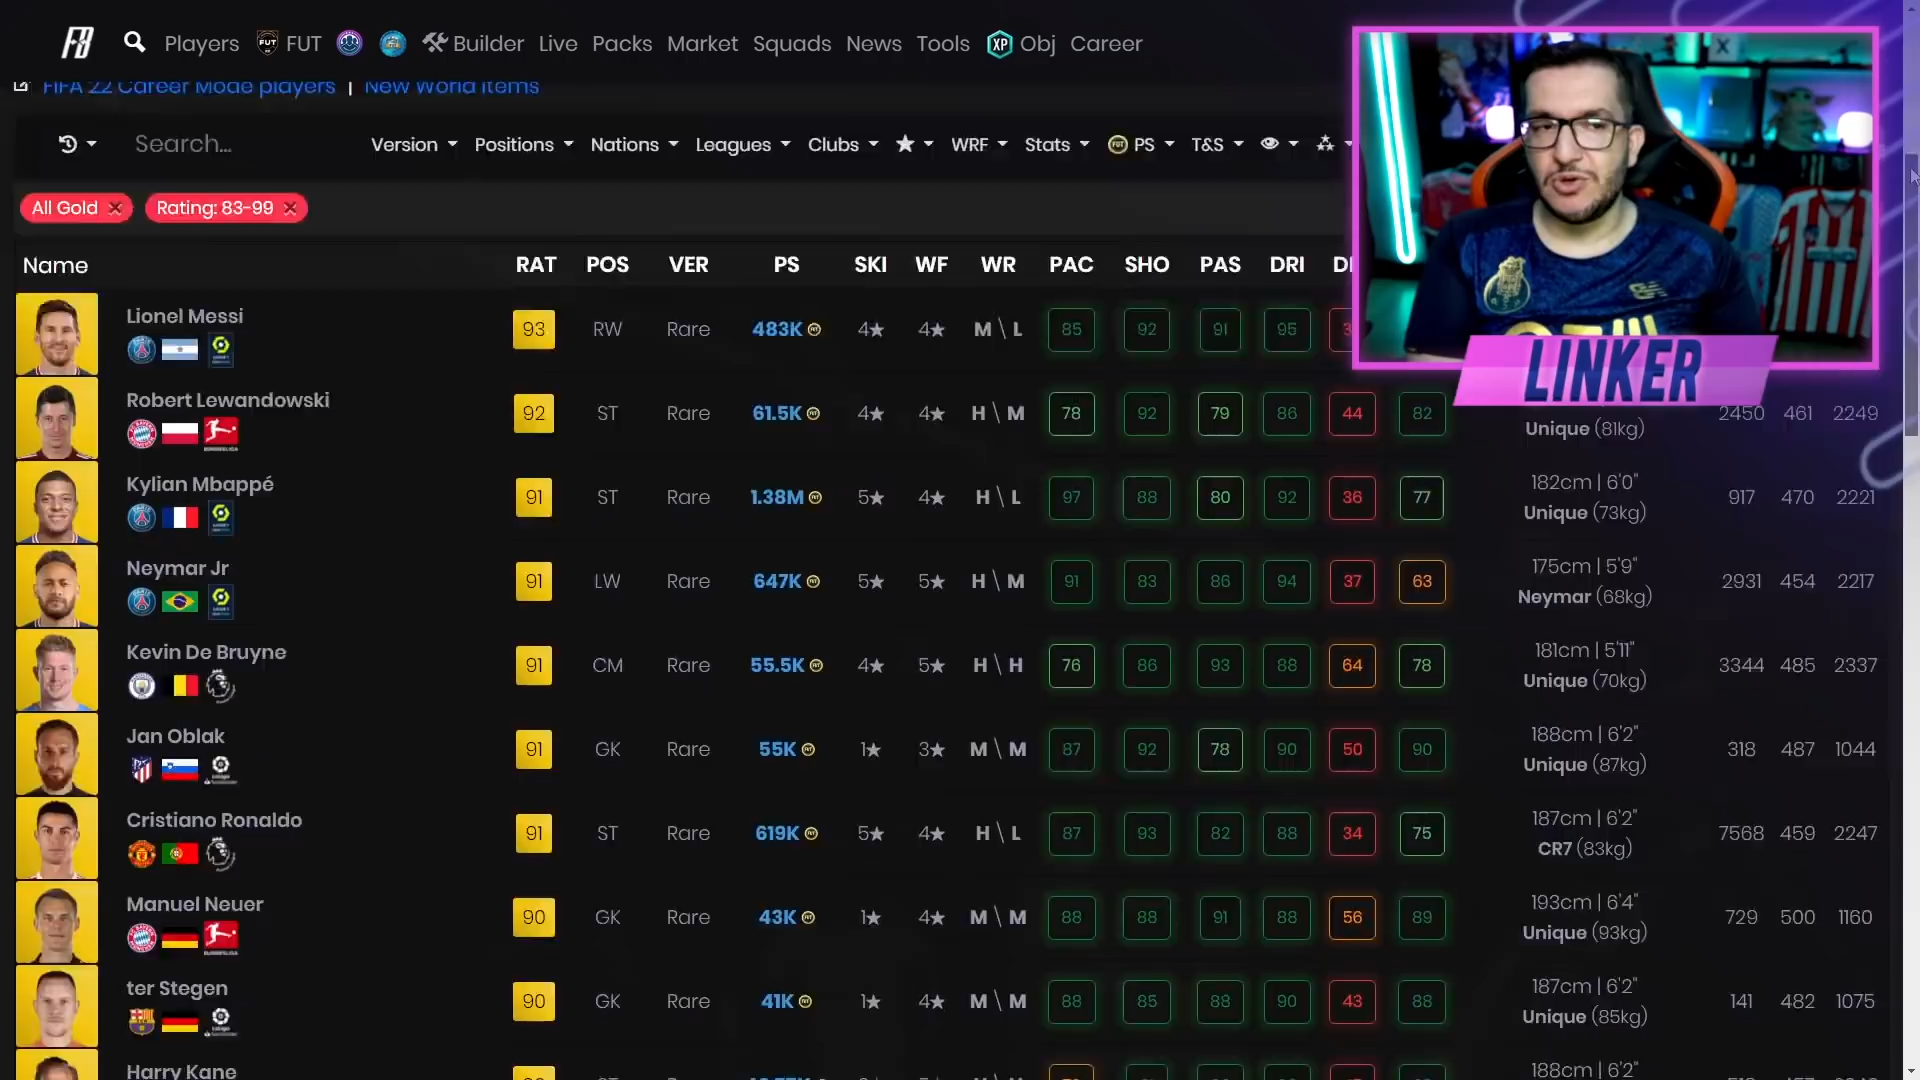 Players FUT Builder Live Packs Market Squads News Tools XP Obj Career
FIFA 22 Career Mode players | New World Items
Search... Version Positions Nations Leagues Clubs WRF Stats PS T&S
All Gold Rating: 83-99
Name RAT POS VER PS SKI WF WR PAC SHO PAS DRI
LINKER
Lionel Messi 93 RW Rare 483K 4★ 4★ M \ L 85 92 91 95
Robert Lewandowski 92 ST Rare 61.5K 4★ 4★ H \ M 78 92 79 86 44 82 Unique (81kg) 2450 461 2249
Kylian Mbappé 91 ST Rare 1.38M 5★ 4★ H \ L 97 88 80 92 36 77 182cm | 6'0" Unique (73kg) 917 470 2221
Neymar Jr 91 LW Rare 647K 5★ 5★ H \ M 91 83 86 94 37 63 175cm | 5'9" Neymar (68kg) 2931 454 2217
Kevin De Bruyne 91 CM Rare 55.5K 4★ 5★ H \ H 76 86 93 88 64 78 181cm | 5'11" Unique (70kg) 3344 485 2337
Jan Oblak 91 GK Rare 55K 1★ 3★ M \ M 87 92 78 90 50 90 188cm | 6'2" Unique (87kg) 318 487 1044
Cristiano Ronaldo 91 ST Rare 619K 5★ 4★ H \ L 87 93 82 88 34 75 187cm | 6'2" CR7 (83kg) 7568 459 2247
Manuel Neuer 90 GK Rare 43K 1★ 4★ M \ M 88 88 91 88 56 89 193cm | 6'4" Unique (93kg) 729 500 1160
ter Stegen 90 GK Rare 41K 1★ 4★ M \ M 88 85 88 90 43 88 187cm | 6'2" Unique (85kg) 141 482 1075
Harry Kane 188cm | 6'2"